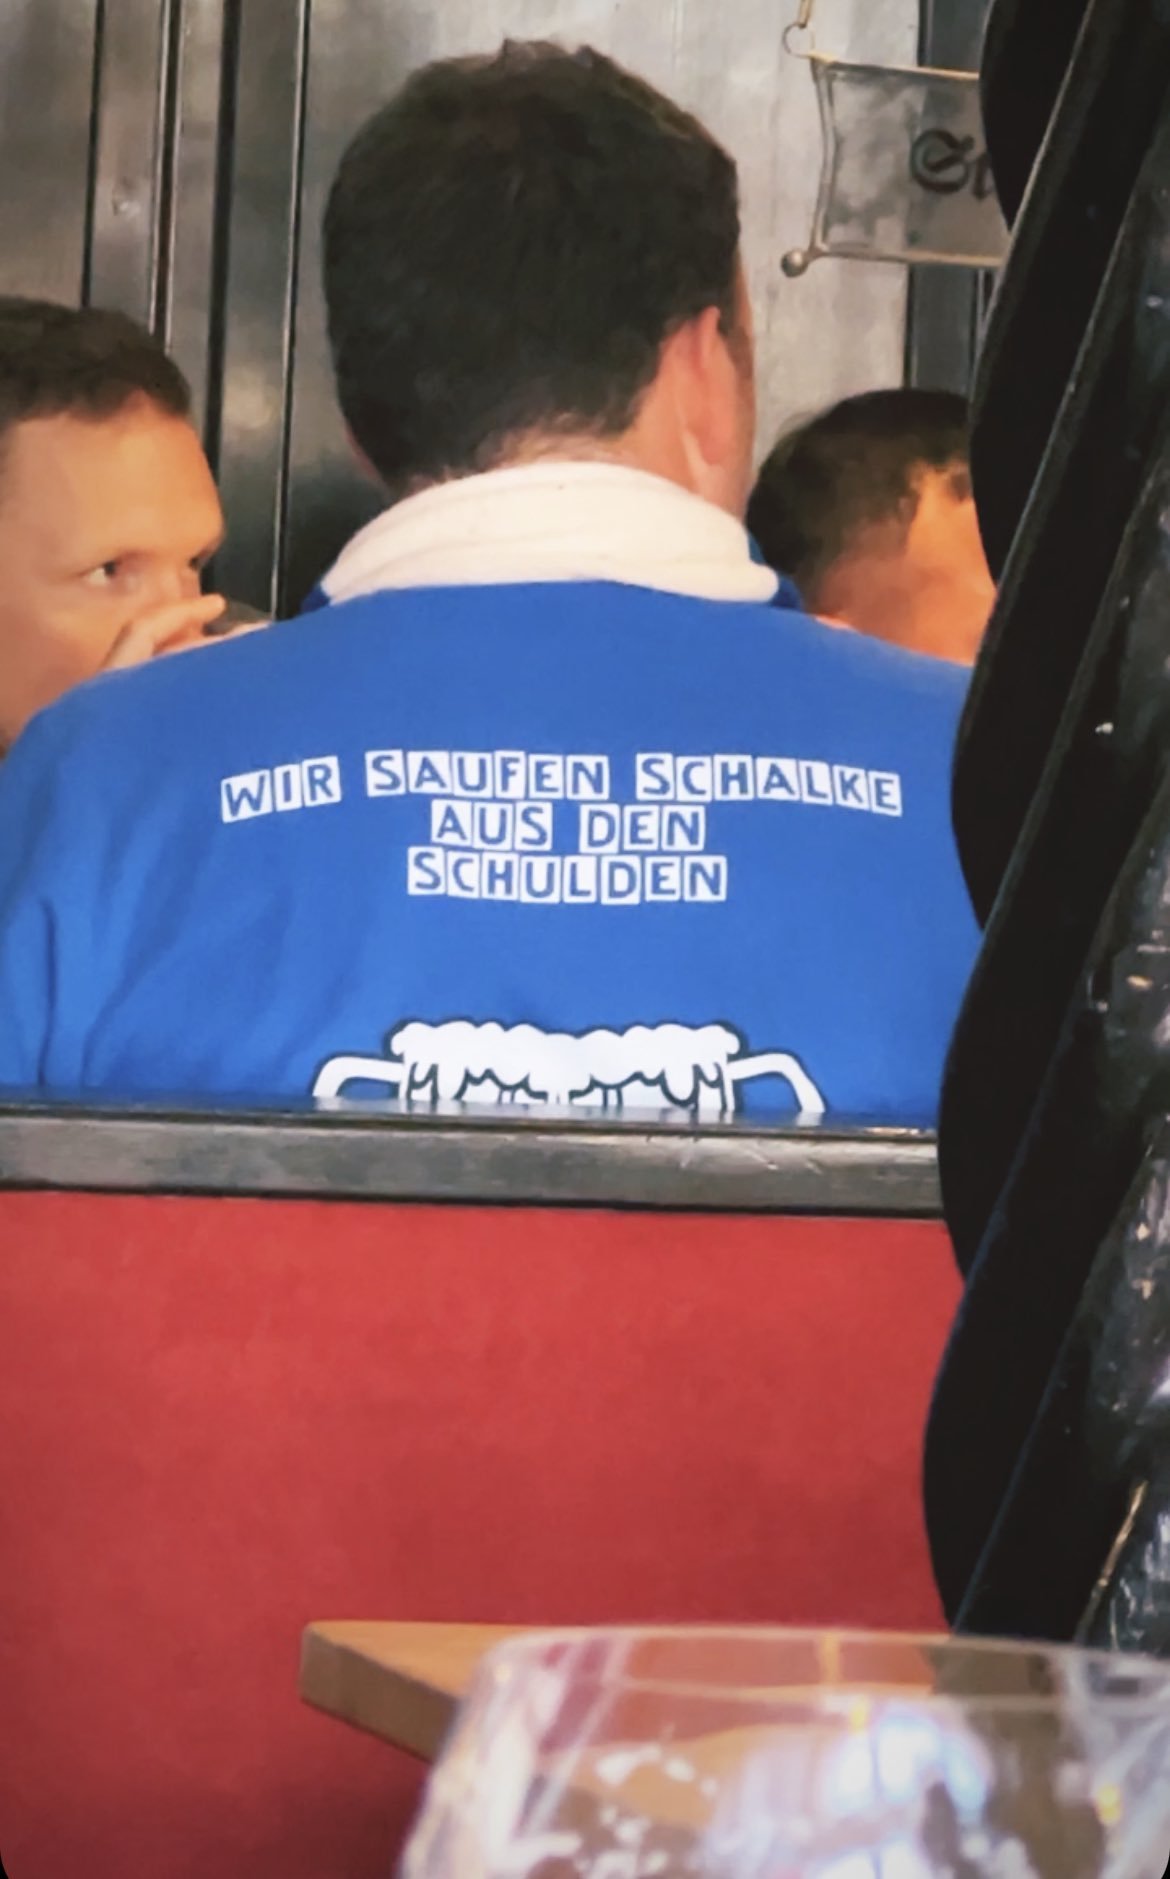 WIR SAUFEN SCHALKE
AUS DEN
SCHULDEN